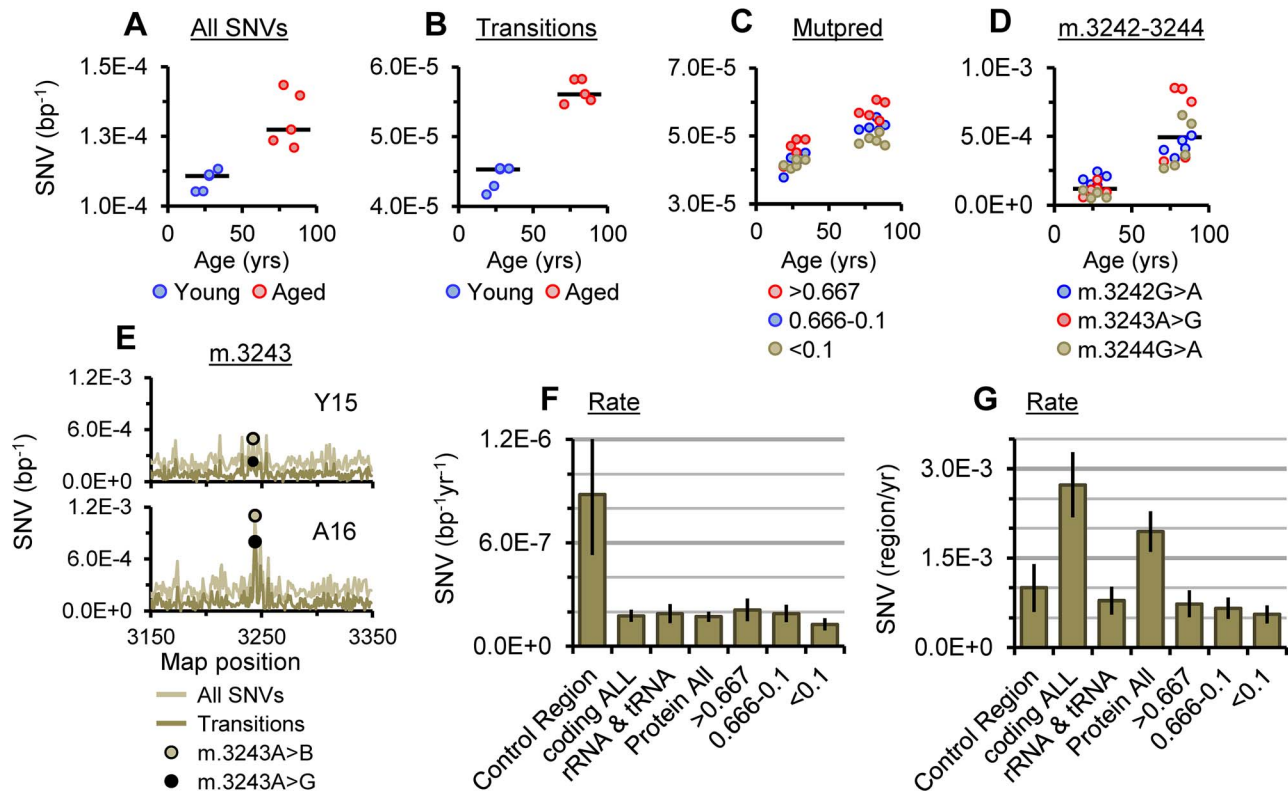 A All SNVs
SNV (bp-1)
1.5E-4
1.3E-4
1.0E-4
0 50 100
Age (yrs)
Young Aged
B Transitions
6.0E-5
5.0E-5
4.0E-5
0 50 100
Age (yrs)
Young Aged
C Mutpred
7.0E-5
5.0E-5
3.0E-5
0 50 100
Age (yrs)
>0.667
0.666-0.1
<0.1
D m.3242-3244
1.0E-3
5.0E-4
0.0E+0
0 50 100
Age (yrs)
m.3242G>A
m.3243A>G
m.3244G>A
E m.3243
SNV (bp-1)
1.2E-3
6.0E-4
0.0E+0
Y15
1.2E-3
6.0E-4
0.0E+0
A16
3150 3250 3350
Map position
All SNVs
Transitions
m.3243A>B
m.3243A>G
F Rate
SNV (bp-1yr-1)
1.2E-6
6.0E-7
0.0E+0
Control Region
coding ALL
rRNA & tRNA
Protein All
>0.667
0.666-0.1
<0.1
G Rate
SNV (region/yr)
3.0E-3
1.5E-3
0.0E+0
Control Region
coding ALL
rRNA & tRNA
Protein All
>0.667
0.666-0.1
<0.1